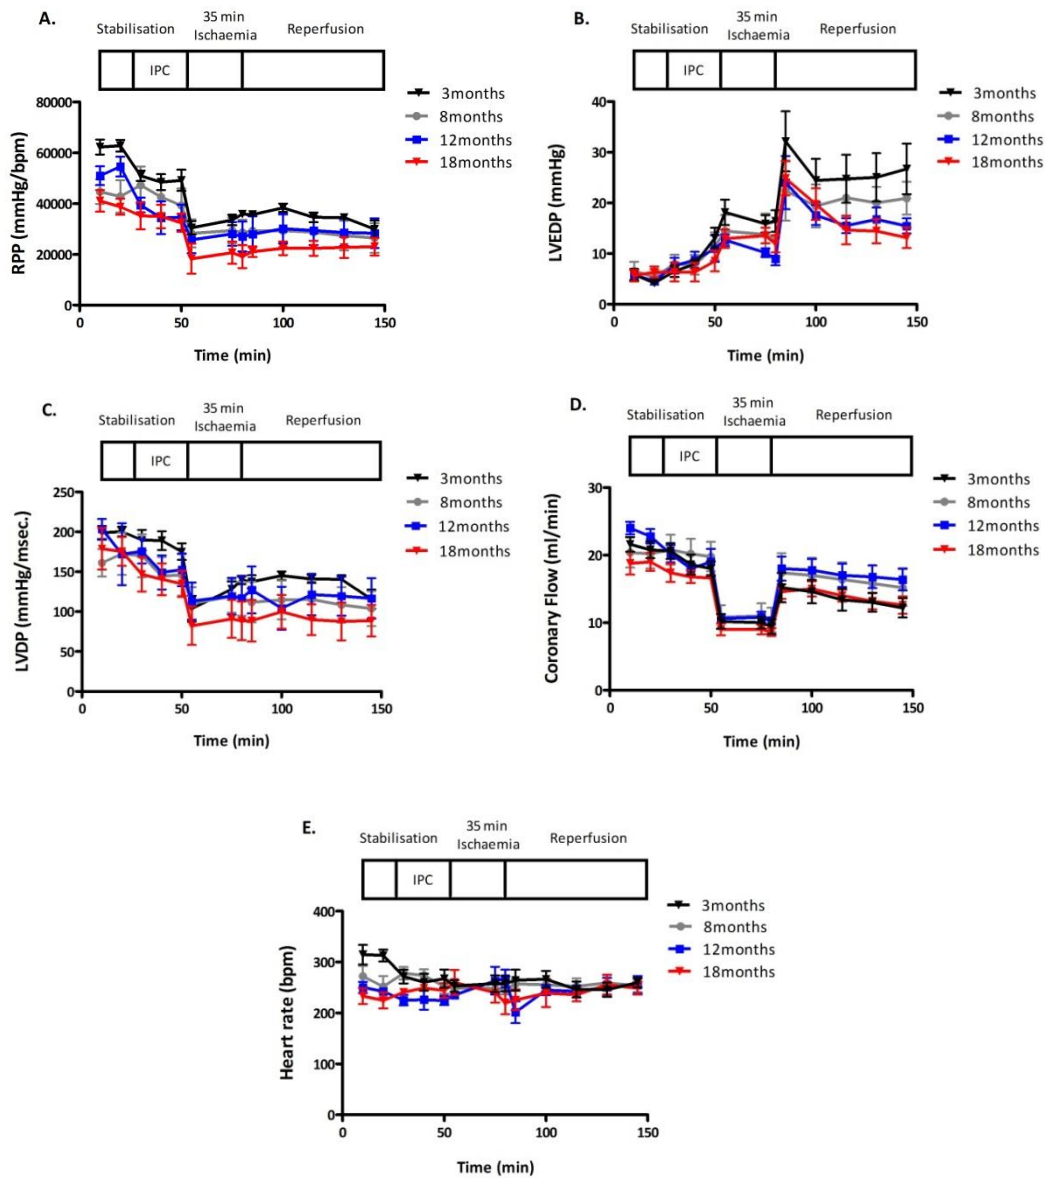 A.
35 min
Stabilisation Ischaemia Reperfusion
IPC
3months
8months
12months
18months
RPP (mmHg/bpm)
80000
60000
40000
20000
0
0 50 100 150
Time (min)
B.
35 min
Stabilisation Ischaemia Reperfusion
IPC
3months
8months
12months
18months
LVEDP (mmHg)
40
30
20
10
0
0 50 100 150
Time (min)
C.
35 min
Stabilisation Ischaemia Reperfusion
IPC
3months
8months
12months
18months
LVDP (mmHg/msec.)
250
200
150
100
50
0
0 50 100 150
Time (min)
D.
35 min
Stabilisation Ischaemia Reperfusion
IPC
3months
8months
12months
18months
Coronary Flow (ml/min)
30
20
10
0
0 50 100 150
Time (min)
E.
35 min
Stabilisation Ischaemia Reperfusion
IPC
3months
8months
12months
18months
Heart rate (bpm)
400
300
200
100
0
0 50 100 150
Time (min)